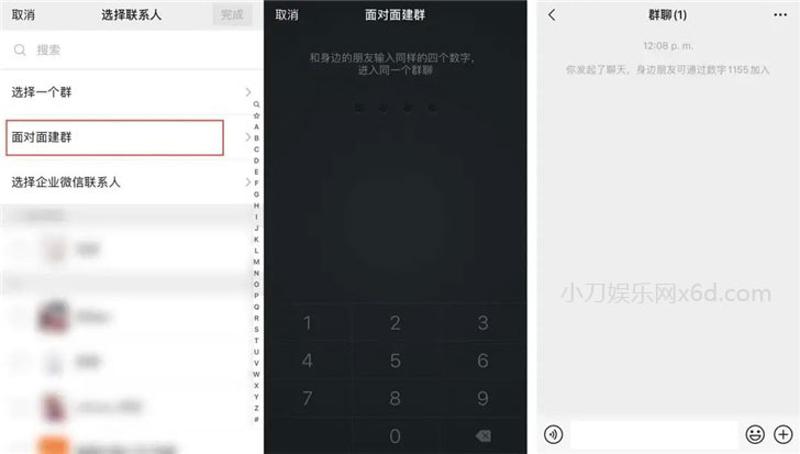 取消 选择联系人 完成
搜索
选择一个群
面对面建群
选择企业微信联系人
Q
☆
A
B
C
D
E
F
G
H
I
J
K
L
M
N
O
P
Q
R
S
T
U
V
W
X
Y
Z
#
取消 面对面建群
和身边的朋友输入同样的四个数字，
进入同一个群聊
1 2 3
4 5 6
7 8 9
0
群聊(1)
12:08 p. m.
你发起了聊天，身边朋友可通过数字1155加入
小刀娱乐网x6d.com